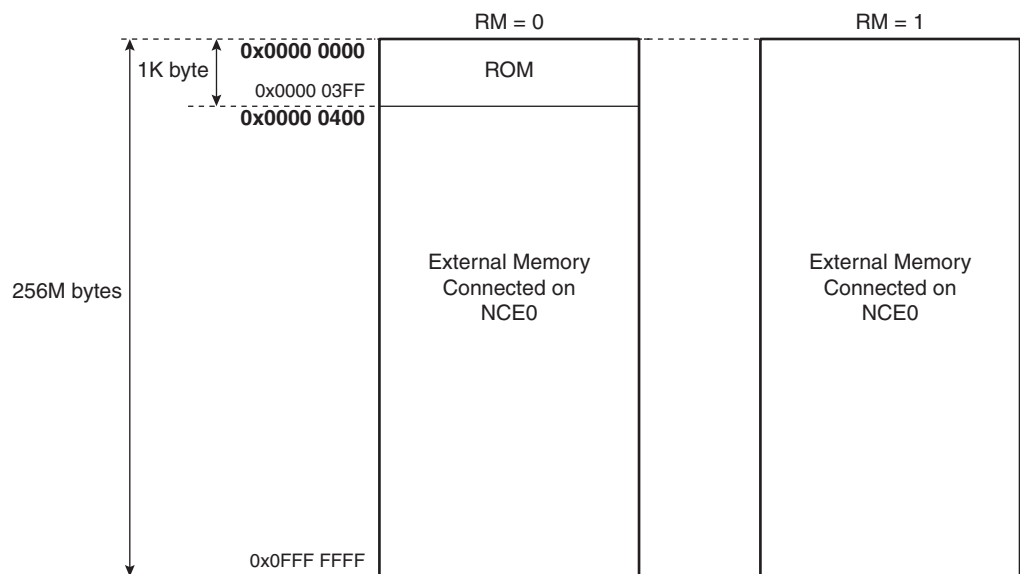 RM = 0
RM = 1
0x0000 0000
1K byte
ROM
0x0000 03FF
0x0000 0400
256M bytes
External Memory
Connected on
NCE0
External Memory
Connected on
NCE0
0x0FFF FFFF